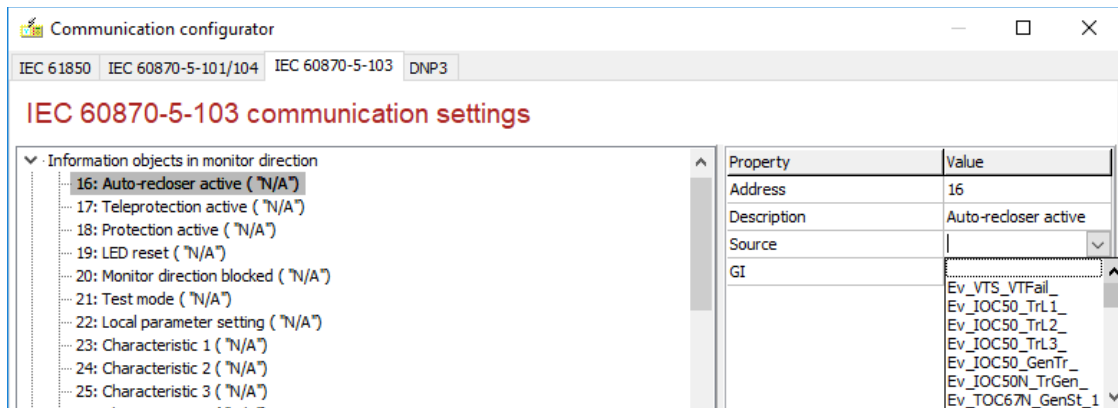 Communication configurator
IEC 61850 IEC 60870-5-101/104 IEC 60870-5-103 DNP3
IEC 60870-5-103 communication settings
Information objects in monitor direction
16: Auto-recloser active ( "N/A")
17: Teleprotection active ( "N/A")
18: Protection active ( "N/A")
19: LED reset ( "N/A")
20: Monitor direction blocked ( "N/A")
21: Test mode ( "N/A")
22: Local parameter setting ( "N/A")
23: Characteristic 1 ( "N/A")
24: Characteristic 2 ( "N/A")
25: Characteristic 3 ( "N/A")
Property Value
Address 16
Description Auto-recloser active
Source
GI
Ev_VTS_VTFail_
Ev_IOC50_TrL1_
Ev_IOC50_TrL2_
Ev_IOC50_TrL3_
Ev_IOC50_GenTr_
Ev_IOC50N_TrGen_
Ev_TOC67N_GenSt_1